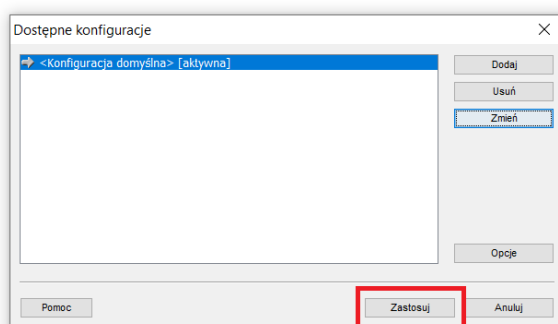 Dostępne konfiguracje
<Konfiguracja domyślna> [aktywna]
Dodaj
Usuń
Zmień
Opcje
Pomoc
Zastosuj
Anuluj